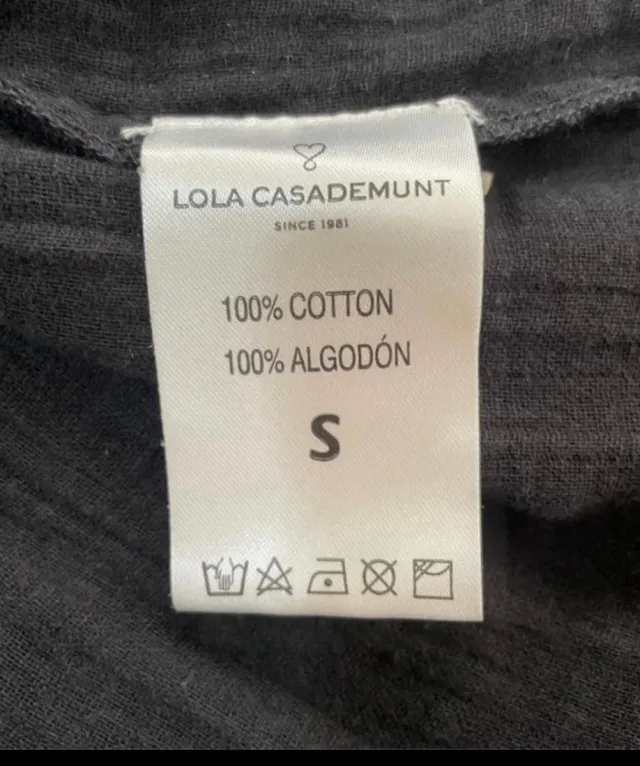 LOLA CASADEMUNT
SINCE 1981
100% COTTON
100% ALGODÓN
S